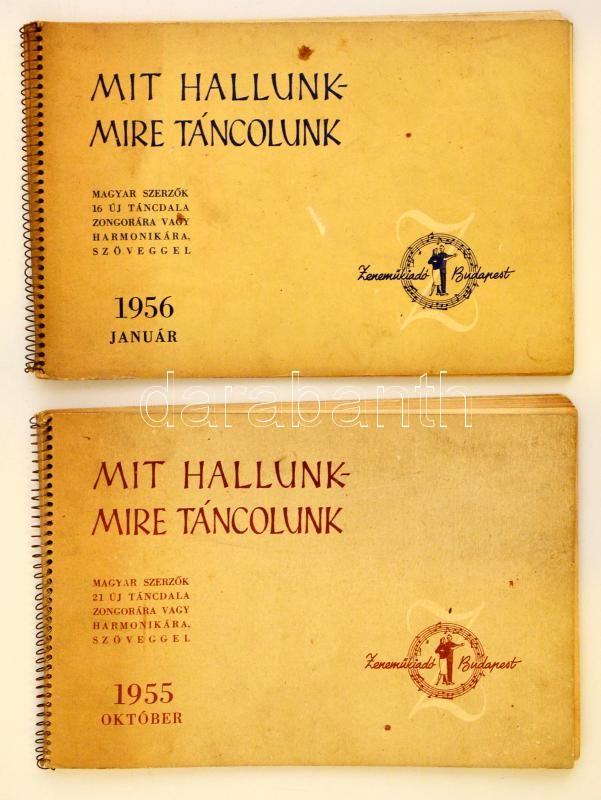 MIT HALLUNK-
MIRE TÁNCOLUNK
MAGYAR SZERZŐK
16 ÚJ TÁNCDALA
ZONGORÁRA VAGY
HARMONIKÁRA,
SZÖVEGGEL
1956
JANUÁR
Z
Zeneműkiadó Budapest
darabanth
MIT HALLUNK-
MIRE TÁNCOLUNK
MAGYAR SZERZŐK
21 ÚJ TÁNCDALA
ZONGORÁRA VAGY
HARMONIKÁRA,
SZÖVEGGEL
1955
OKTÓBER
Z
Zeneműkiadó Budapest